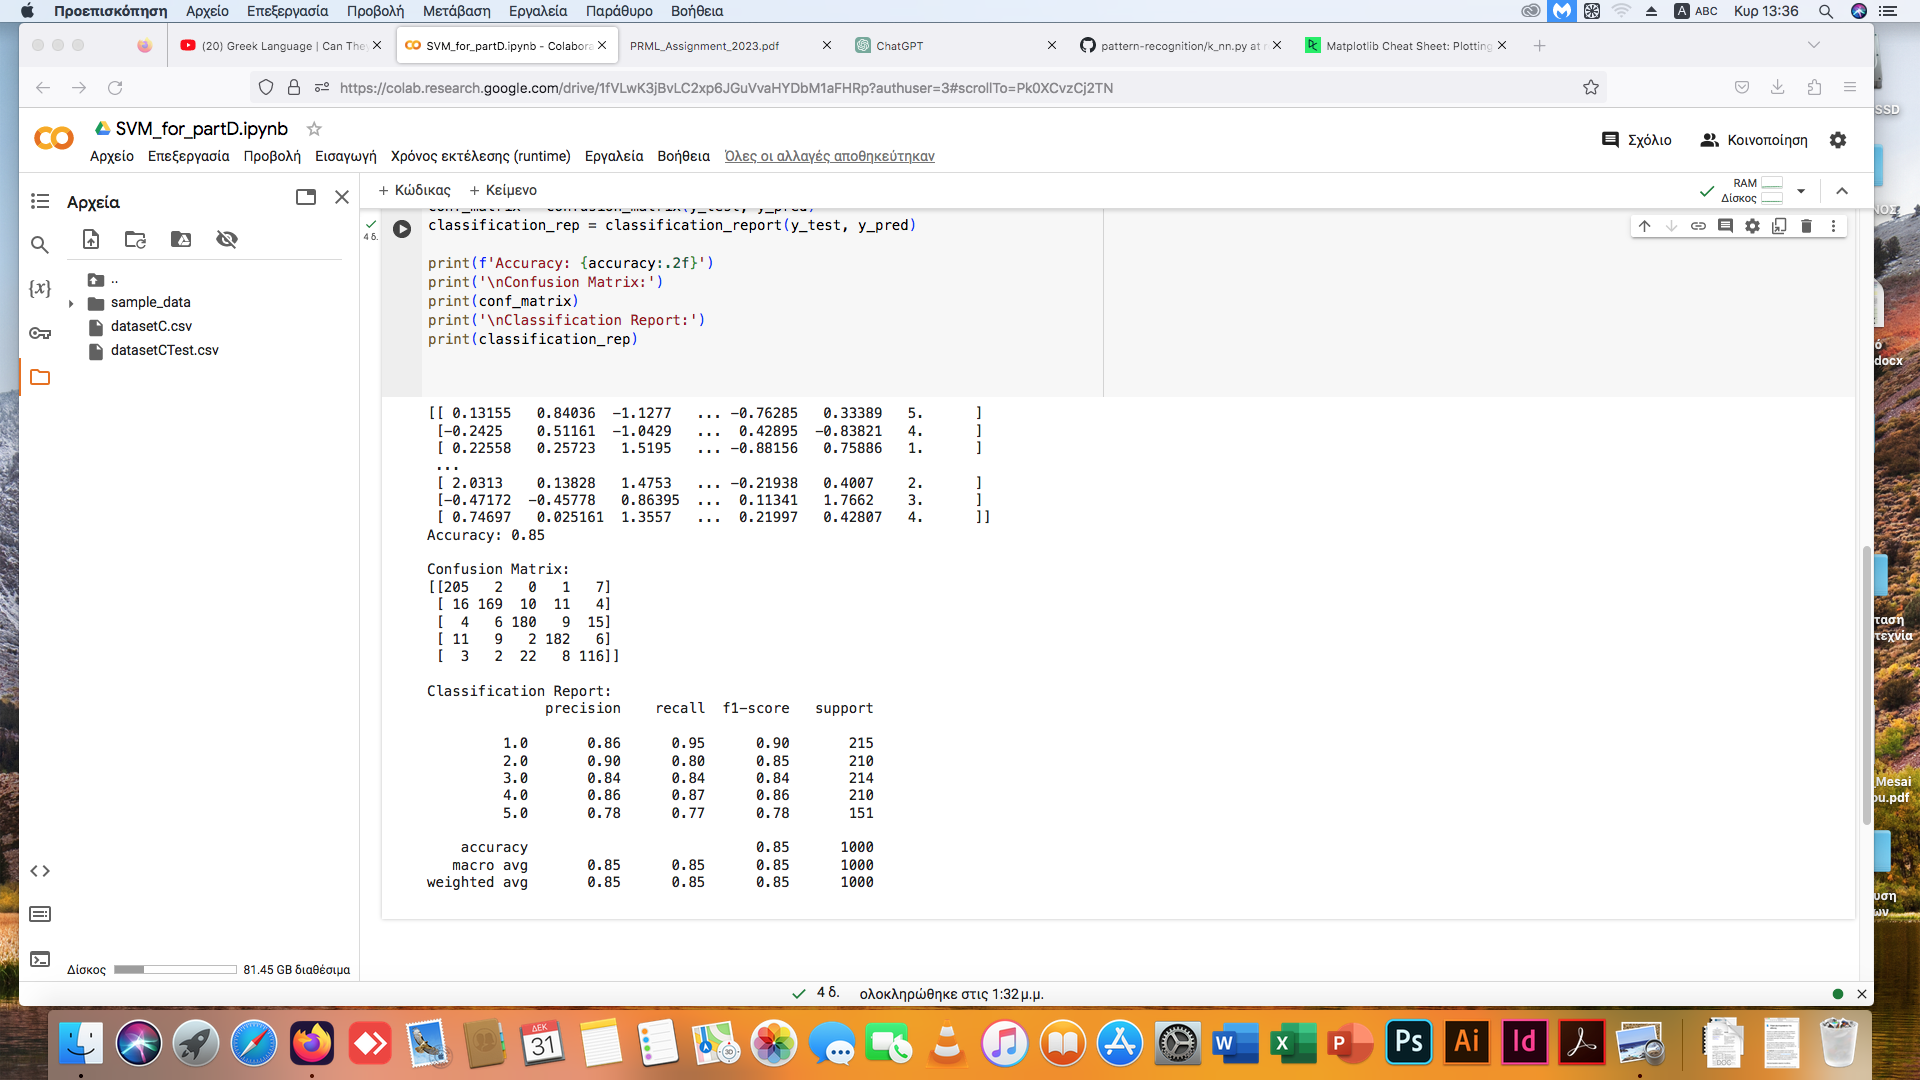 Προεπισκόπηση Αρχείο Επεξεργασία Προβολή Μετάβαση Εργαλεία Παράθυρο Βοήθεια ABC Κυρ 13:36
(20) Greek Language | Can The
SVM_for_partD.ipynb - Colabora
PRML_Assignment_2023.pdf
ChatGPT
pattern-recognition/k_nn.py at
Matplotlib Cheat Sheet: Plotting
https://colab.research.google.com/drive/1fVLwK3jBvLC2xp6JGuVvaHYDbM1aFHRp?authuser=3#scrollTo=Pk0XCvzCj2TN
SVM_for_partD.ipynb
Αρχείο Επεξεργασία Προβολή Εισαγωγή Χρόνος εκτέλεσης (runtime) Εργαλεία Βοήθεια Όλες οι αλλαγές αποθηκεύτηκαν
Σχόλιο Κοινοποίηση
Αρχεία
+ Κώδικας + Κείμενο
RAM
Δίσκος
..
sample_data
datasetC.csv
datasetCTest.csv
Δίσκος 81.45 GB διαθέσιμα
4 δ.
conf_matrix = confusion_matrix(y_test, y_pred)
classification_rep = classification_report(y_test, y_pred)
print(f'Accuracy: {accuracy:.2f}')
print('\nConfusion Matrix:')
print(conf_matrix)
print('\nClassification Report:')
print(classification_rep)
[[ 0.13155 0.84036 -1.1277 ... -0.76285 0.33389 5. ]
[-0.2425 0.51161 -1.0429 ... 0.42895 -0.83821 4. ]
[ 0.22558 0.25723 1.5195 ... -0.88156 0.75886 1. ]
...
[ 2.0313 0.13828 1.4753 ... -0.21938 0.4007 2. ]
[-0.47172 -0.45778 0.86395 ... 0.11341 1.7662 3. ]
[ 0.74697 0.025161 1.3557 ... 0.21997 0.42807 4. ]]
Accuracy: 0.85
Confusion Matrix:
[[205 2 0 1 7]
[ 16 169 10 11 4]
[ 4 6 180 9 15]
[ 11 9 2 182 6]
[ 3 2 22 8 116]]
Classification Report:
precision recall f1-score support
1.0 0.86 0.95 0.90 215
2.0 0.90 0.80 0.85 210
3.0 0.84 0.84 0.84 214
4.0 0.86 0.87 0.86 210
5.0 0.78 0.77 0.78 151
accuracy 0.85 1000
macro avg 0.85 0.85 0.85 1000
weighted avg 0.85 0.85 0.85 1000
4 δ. ολοκληρώθηκε στις 1:32 μ.μ.
SSD
docx
Mesai
ou.pdf
ΔΕΚ
31
Ps
Ai
Id